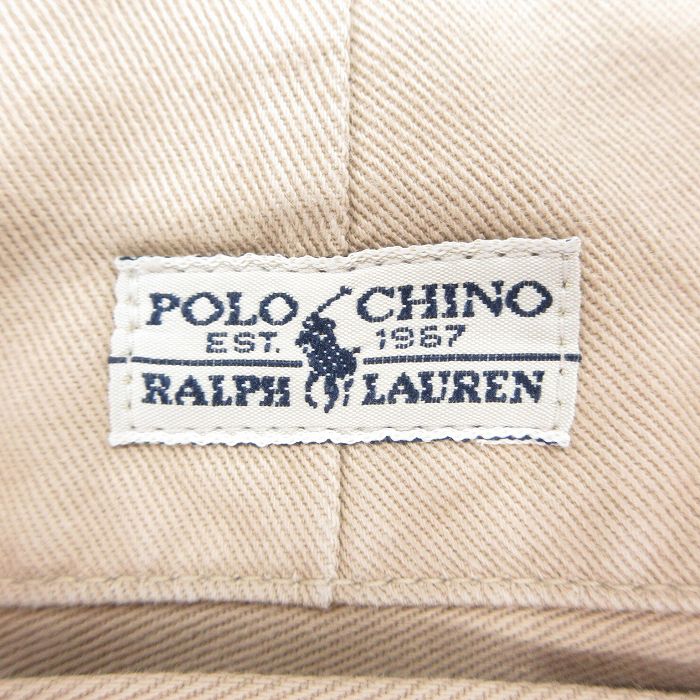 POLO CHINO
EST. 1967
RALPH LAUREN